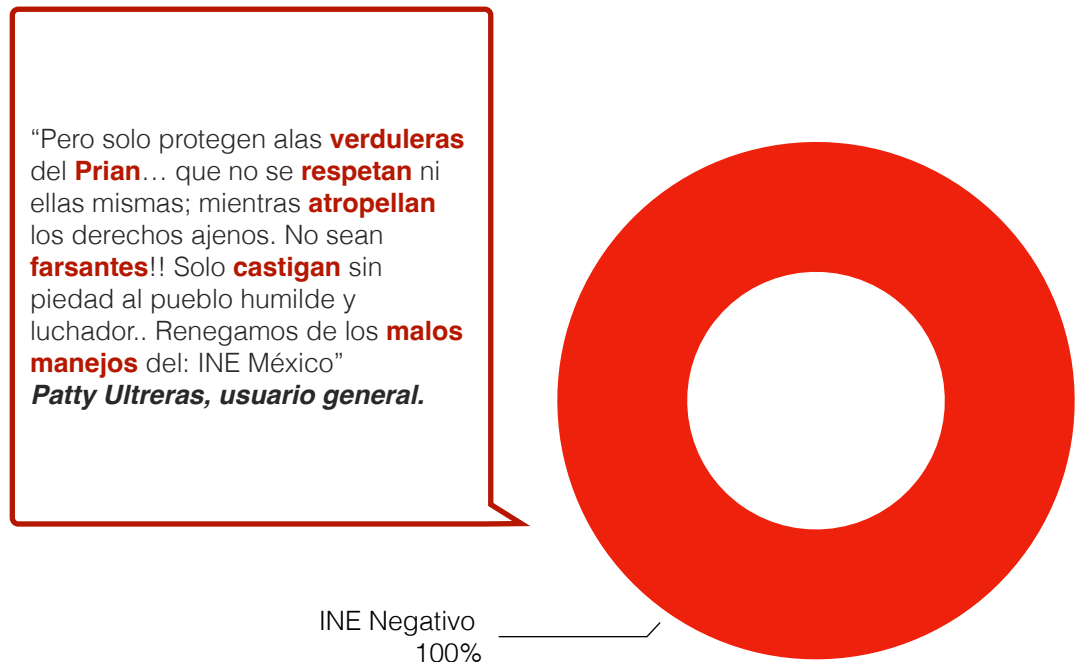 “Pero solo protegen alas verduleras
del Prian… que no se respetan ni
ellas mismas; mientras atropellan
los derechos ajenos. No sean
farsantes!! Solo castigan sin
piedad al pueblo humilde y
luchador.. Renegamos de los malos
manejos del: INE México”
Patty Ultreras, usuario general.
INE Negativo
100%